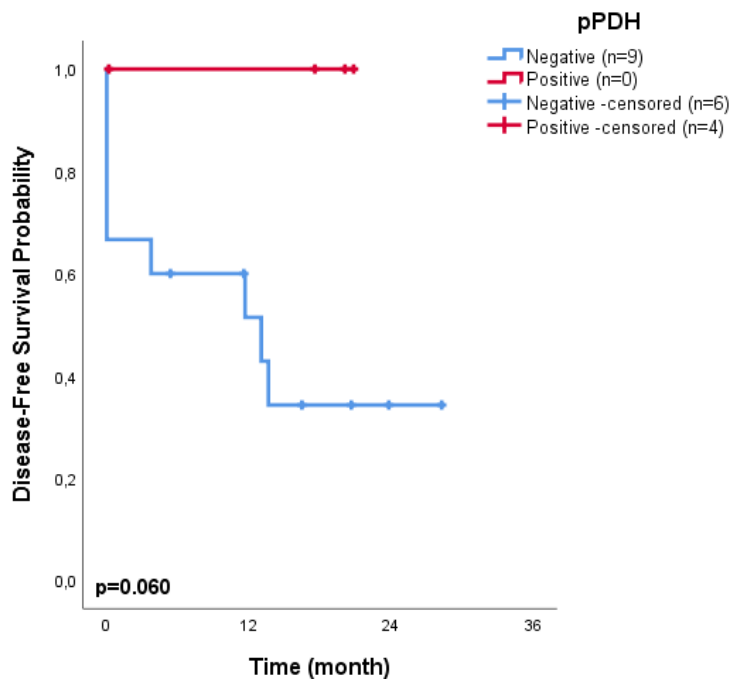 pPDH
Negative (n=9)
Positive (n=0)
Negative -censored (n=6)
Positive -censored (n=4)
Disease-Free Survival Probability
1,0
0,8
0,6
0,4
0,2
0,0
p=0.060
0 12 24 36
Time (month)